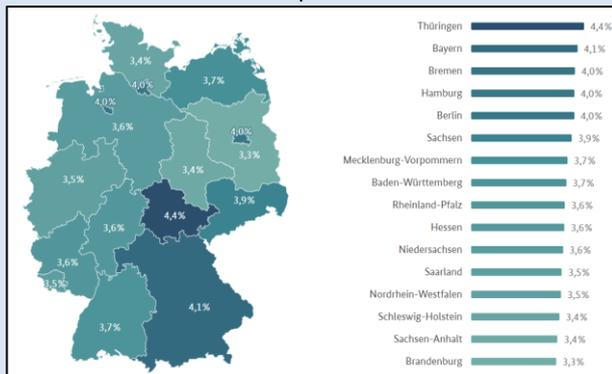 3,4%
4,0%
3,7%
4,0%
3,6%
4,0%
3,3%
3,5%
3,4%
3,9%
4,4%
3,6%
3,6%
3,5%
4,1%
3,7%
Thüringen 4,4%
Bayern 4,1%
Bremen 4,0%
Hamburg 4,0%
Berlin 4,0%
Sachsen 3,9%
Mecklenburg-Vorpommern 3,7%
Baden-Württemberg 3,7%
Rheinland-Pfalz 3,6%
Hessen 3,6%
Niedersachsen 3,6%
Saarland 3,5%
Nordrhein-Westfalen 3,5%
Schleswig-Holstein 3,4%
Sachsen-Anhalt 3,4%
Brandenburg 3,3%